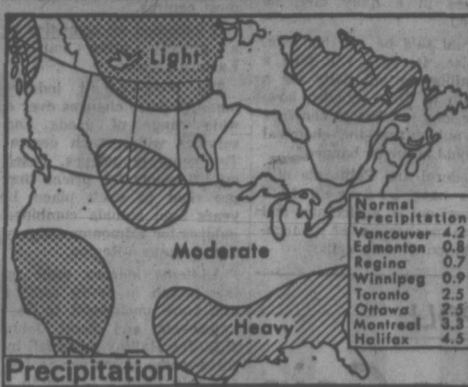 Light
Moderate
Heavy
Normal
Precipitation
Vancouver 4.2
Edmonton 0.8
Regina 0.7
Winnipeg 0.9
Toronto 2.5
Ottawa 2.5
Montreal 3.3
Halifax 4.5
Precipitation